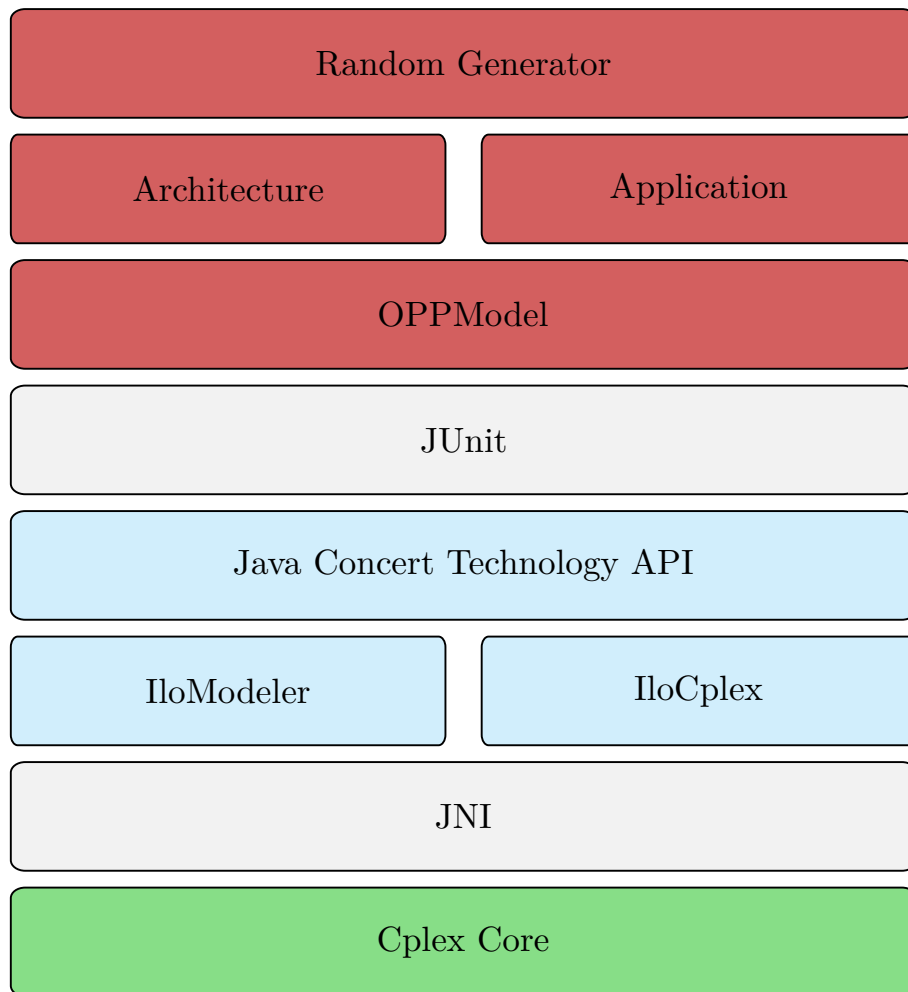 Random Generator
Architecture
Application
OPPModel
JUnit
Java Concert Technology API
IloModeler
IloCplex
JNI
Cplex Core